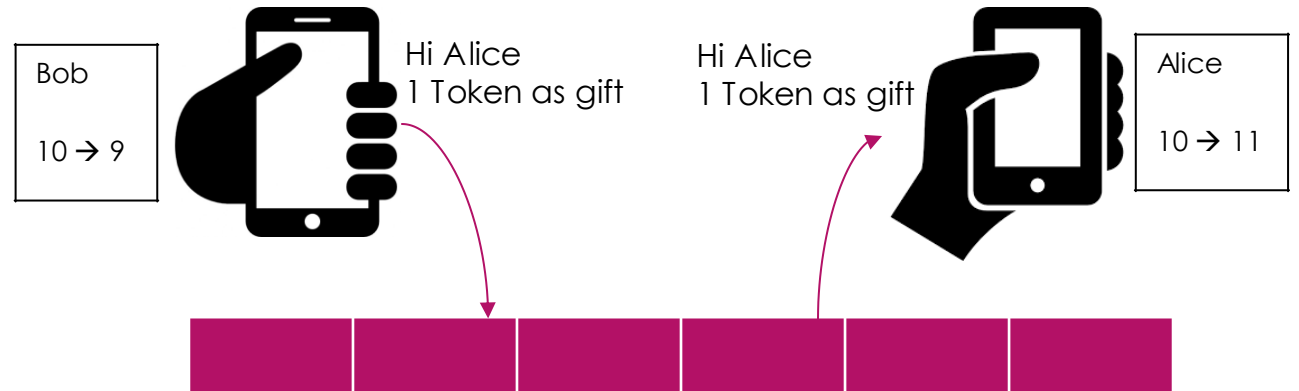 Bob
10 → 9
Hi Alice
1 Token as gift
Hi Alice
1 Token as gift
Alice
10 → 11